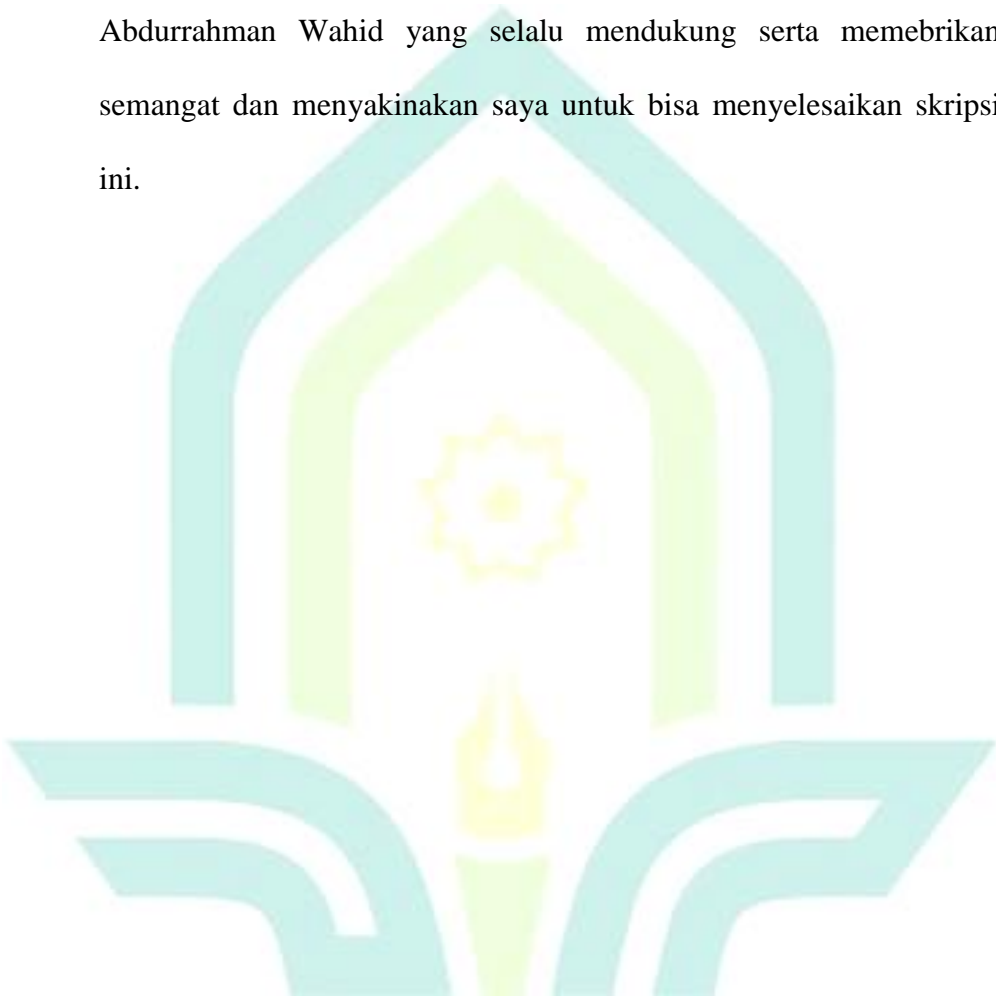 Abdurrahman Wahid yang selalu mendukung serta memebrikan
semangat dan menyakinakan saya untuk bisa menyelesaikan skripsi
ini.